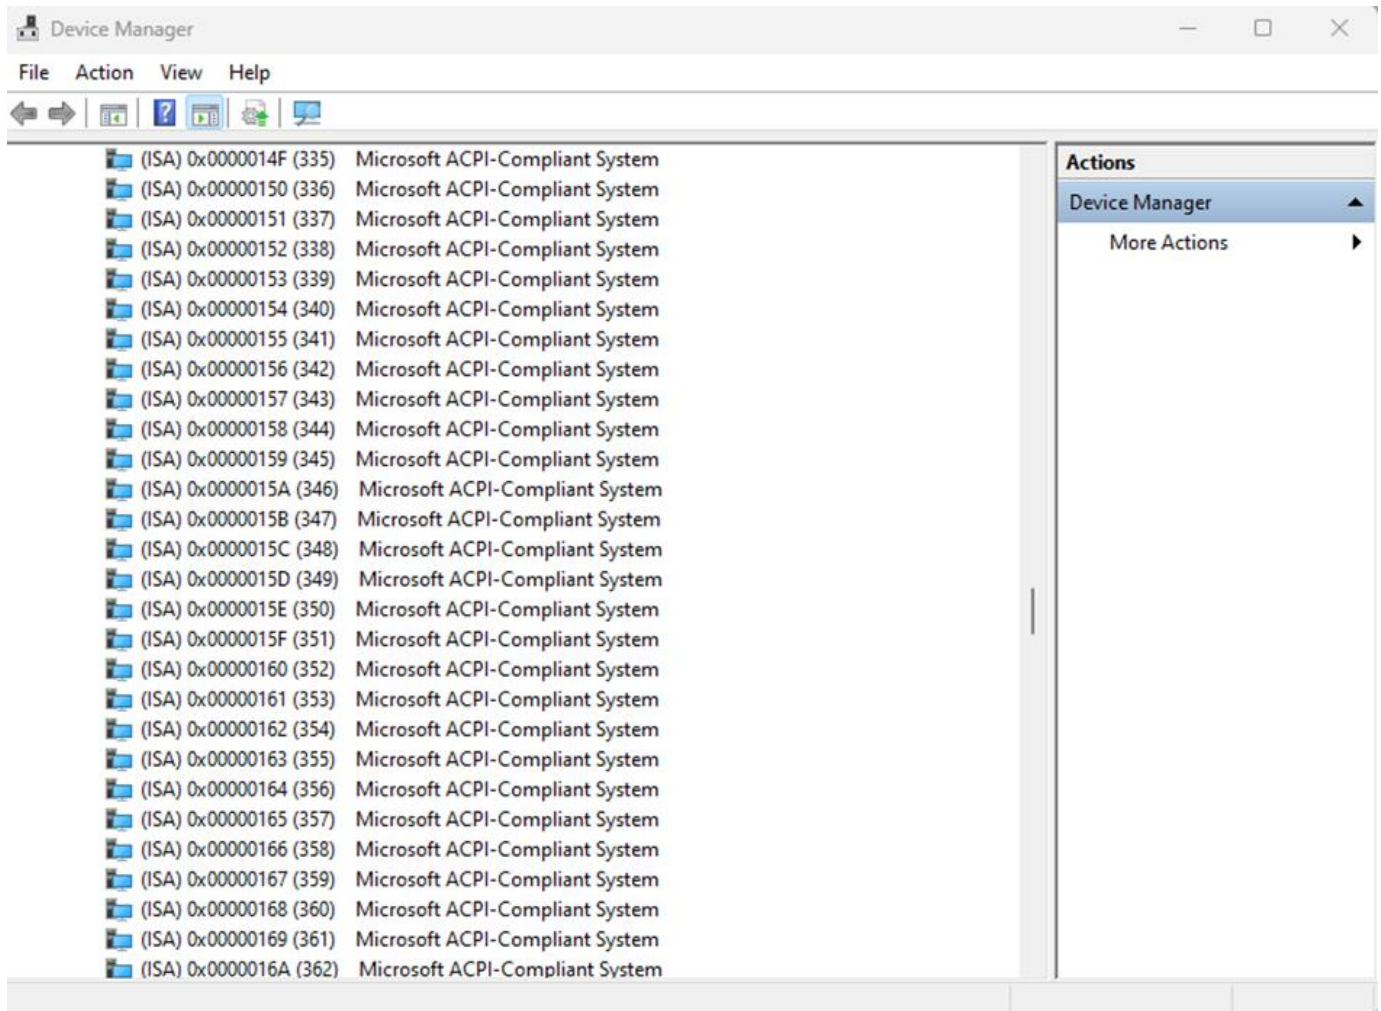 Device Manager
File Action View Help
(ISA) 0x0000014F (335) Microsoft ACPI-Compliant System
(ISA) 0x00000150 (336) Microsoft ACPI-Compliant System
(ISA) 0x00000151 (337) Microsoft ACPI-Compliant System
(ISA) 0x00000152 (338) Microsoft ACPI-Compliant System
(ISA) 0x00000153 (339) Microsoft ACPI-Compliant System
(ISA) 0x00000154 (340) Microsoft ACPI-Compliant System
(ISA) 0x00000155 (341) Microsoft ACPI-Compliant System
(ISA) 0x00000156 (342) Microsoft ACPI-Compliant System
(ISA) 0x00000157 (343) Microsoft ACPI-Compliant System
(ISA) 0x00000158 (344) Microsoft ACPI-Compliant System
(ISA) 0x00000159 (345) Microsoft ACPI-Compliant System
(ISA) 0x0000015A (346) Microsoft ACPI-Compliant System
(ISA) 0x0000015B (347) Microsoft ACPI-Compliant System
(ISA) 0x0000015C (348) Microsoft ACPI-Compliant System
(ISA) 0x0000015D (349) Microsoft ACPI-Compliant System
(ISA) 0x0000015E (350) Microsoft ACPI-Compliant System
(ISA) 0x0000015F (351) Microsoft ACPI-Compliant System
(ISA) 0x00000160 (352) Microsoft ACPI-Compliant System
(ISA) 0x00000161 (353) Microsoft ACPI-Compliant System
(ISA) 0x00000162 (354) Microsoft ACPI-Compliant System
(ISA) 0x00000163 (355) Microsoft ACPI-Compliant System
(ISA) 0x00000164 (356) Microsoft ACPI-Compliant System
(ISA) 0x00000165 (357) Microsoft ACPI-Compliant System
(ISA) 0x00000166 (358) Microsoft ACPI-Compliant System
(ISA) 0x00000167 (359) Microsoft ACPI-Compliant System
(ISA) 0x00000168 (360) Microsoft ACPI-Compliant System
(ISA) 0x00000169 (361) Microsoft ACPI-Compliant System
(ISA) 0x0000016A (362) Microsoft ACPI-Compliant System
Actions
Device Manager
More Actions